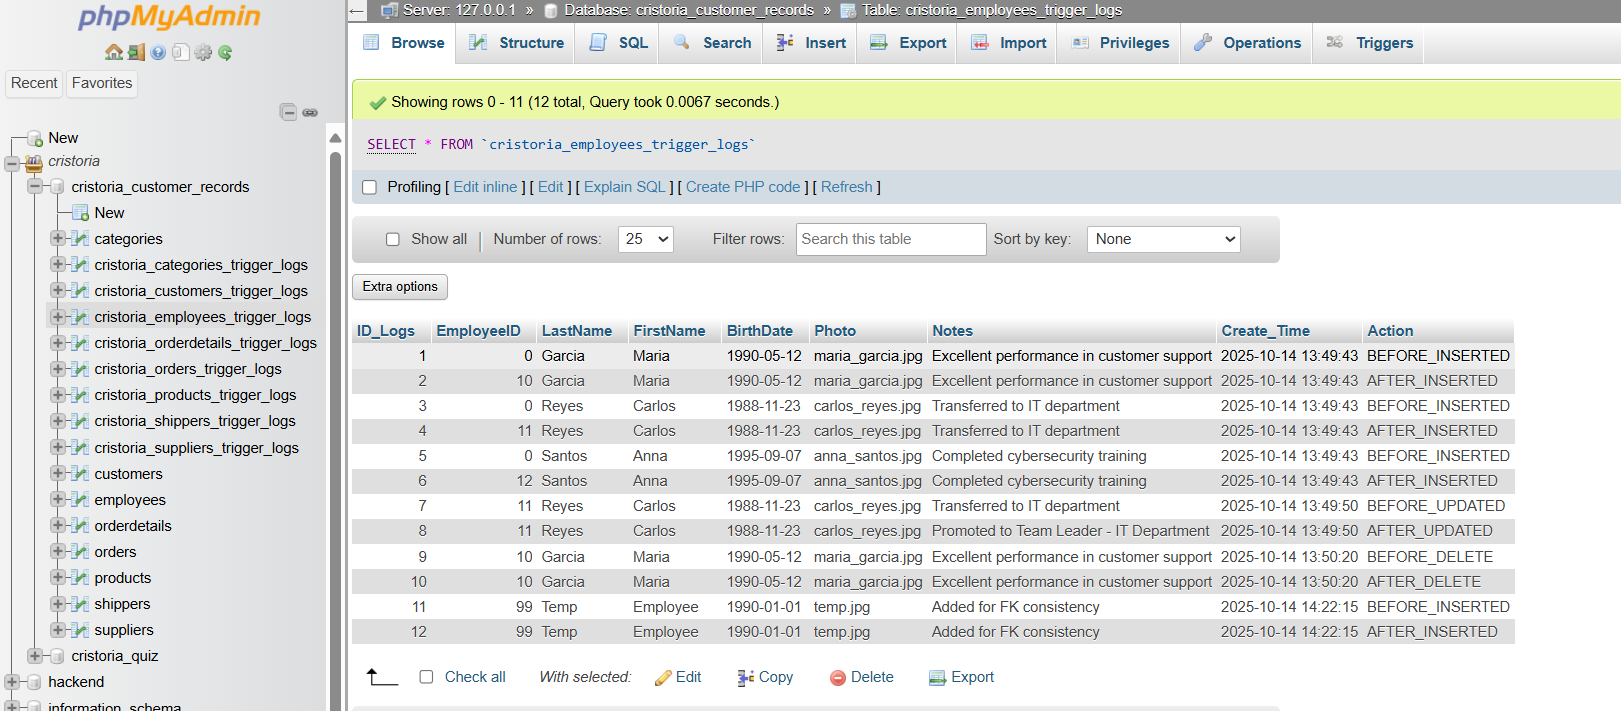 phpMyAdmin
Recent Favorites
New
cristoria
cristoria_customer_records
New
categories
cristoria_categories_trigger_logs
cristoria_customers_trigger_logs
cristoria_employees_trigger_logs
cristoria_orderdetails_trigger_logs
cristoria_orders_trigger_logs
cristoria_products_trigger_logs
cristoria_shippers_trigger_logs
cristoria_suppliers_trigger_logs
customers
employees
orderdetails
orders
products
shippers
suppliers
cristoria_quiz
hackend
information_schema
Server: 127.0.0.1 » Database: cristoria_customer_records » Table: cristoria_employees_trigger_logs
Browse Structure SQL Search Insert Export Import Privileges Operations Triggers
Showing rows 0 - 11 (12 total, Query took 0.0067 seconds.)
SELECT * FROM `cristoria_employees_trigger_logs`
Profiling [ Edit inline ] [ Edit ] [ Explain SQL ] [ Create PHP code ] [ Refresh ]
Show all | Number of rows: 25 Filter rows: Search this table Sort by key: None
Extra options
ID_Logs EmployeeID LastName FirstName BirthDate Photo Notes Create_Time Action
1 0 Garcia Maria 1990-05-12 maria_garcia.jpg Excellent performance in customer support 2025-10-14 13:49:43 BEFORE_INSERTED
2 10 Garcia Maria 1990-05-12 maria_garcia.jpg Excellent performance in customer support 2025-10-14 13:49:43 AFTER_INSERTED
3 0 Reyes Carlos 1988-11-23 carlos_reyes.jpg Transferred to IT department 2025-10-14 13:49:43 BEFORE_INSERTED
4 11 Reyes Carlos 1988-11-23 carlos_reyes.jpg Transferred to IT department 2025-10-14 13:49:43 AFTER_INSERTED
5 0 Santos Anna 1995-09-07 anna_santos.jpg Completed cybersecurity training 2025-10-14 13:49:43 BEFORE_INSERTED
6 12 Santos Anna 1995-09-07 anna_santos.jpg Completed cybersecurity training 2025-10-14 13:49:43 AFTER_INSERTED
7 11 Reyes Carlos 1988-11-23 carlos_reyes.jpg Transferred to IT department 2025-10-14 13:49:50 BEFORE_UPDATED
8 11 Reyes Carlos 1988-11-23 carlos_reyes.jpg Promoted to Team Leader - IT Department 2025-10-14 13:49:50 AFTER_UPDATED
9 10 Garcia Maria 1990-05-12 maria_garcia.jpg Excellent performance in customer support 2025-10-14 13:50:20 BEFORE_DELETE
10 10 Garcia Maria 1990-05-12 maria_garcia.jpg Excellent performance in customer support 2025-10-14 13:50:20 AFTER_DELETE
11 99 Temp Employee 1990-01-01 temp.jpg Added for FK consistency 2025-10-14 14:22:15 BEFORE_INSERTED
12 99 Temp Employee 1990-01-01 temp.jpg Added for FK consistency 2025-10-14 14:22:15 AFTER_INSERTED
Check all With selected: Edit Copy Delete Export